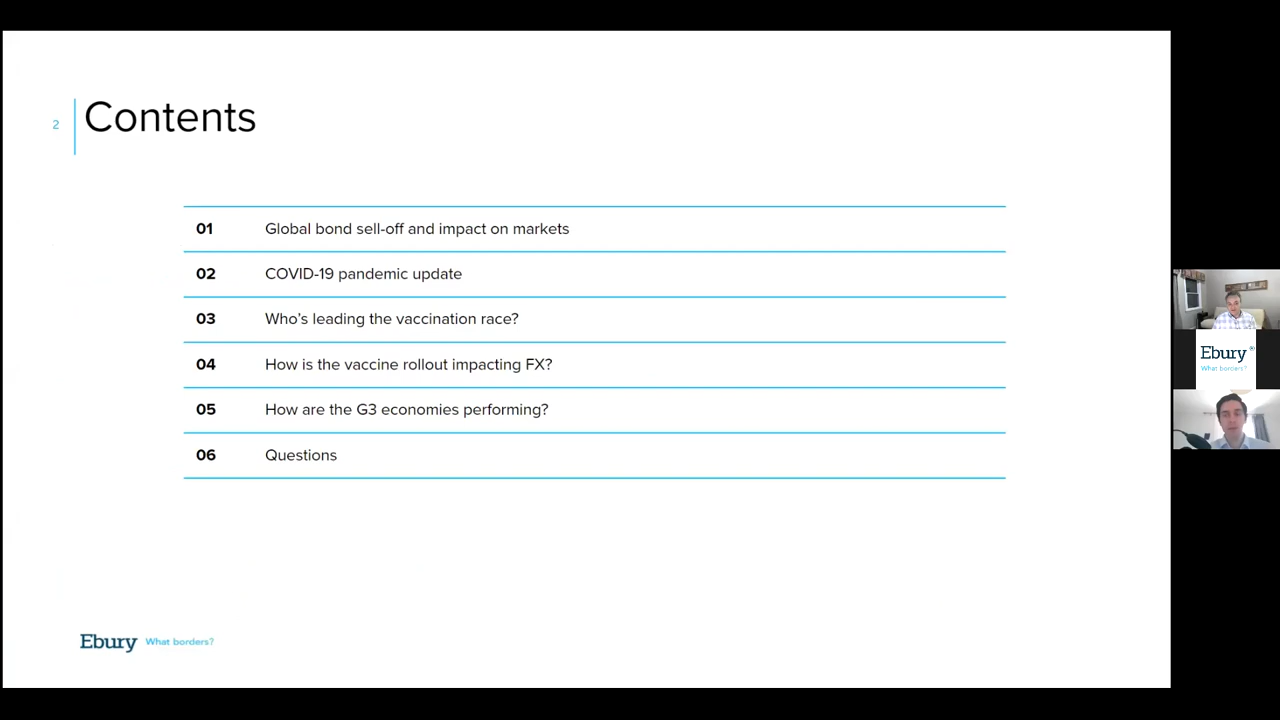 2
Contents
01 Global bond sell-off and impact on markets
02 COVID-19 pandemic update
03 Who's leading the vaccination race?
04 How is the vaccine rollout impacting FX?
05 How are the G3 economies performing?
06 Questions
Ebury What borders?
Ebury
What borders?